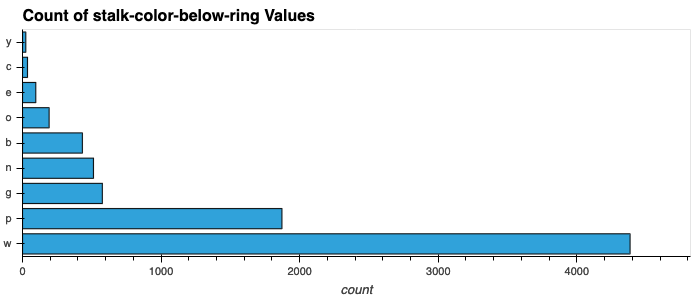 Count of stalk-color-below-ring Values
y
c
e
o
b
n
g
p
w
0 1000 2000 3000 4000
count